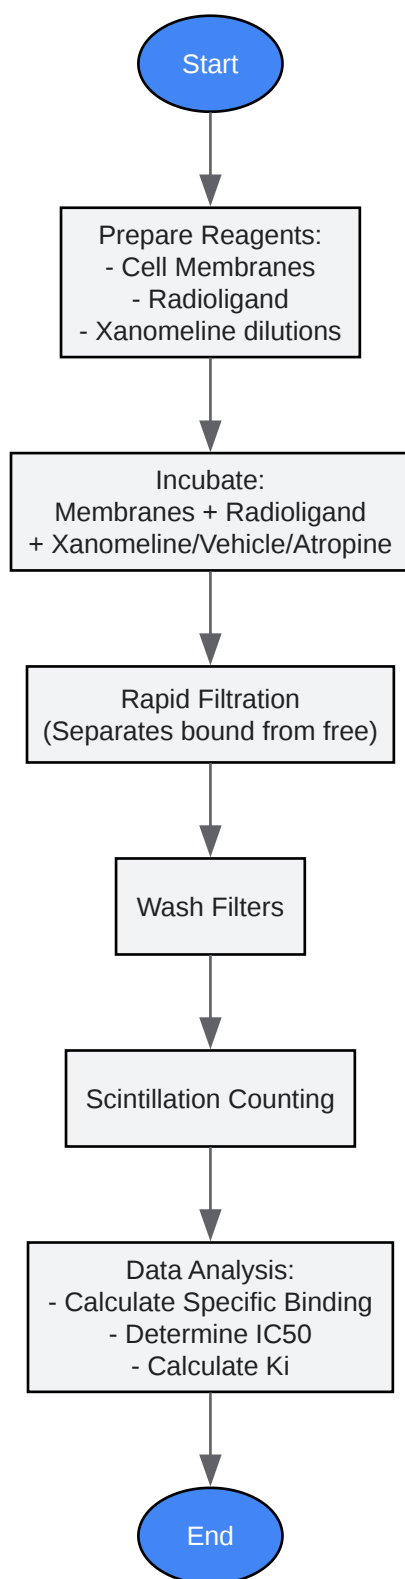 Start
Prepare Reagents:
- Cell Membranes
- Radioligand
- Xanomeline dilutions
Incubate:
Membranes + Radioligand
+ Xanomeline/Vehicle/Atropine
Rapid Filtration
(Separates bound from free)
Wash Filters
Scintillation Counting
Data Analysis:
- Calculate Specific Binding
- Determine IC50
- Calculate Ki
End